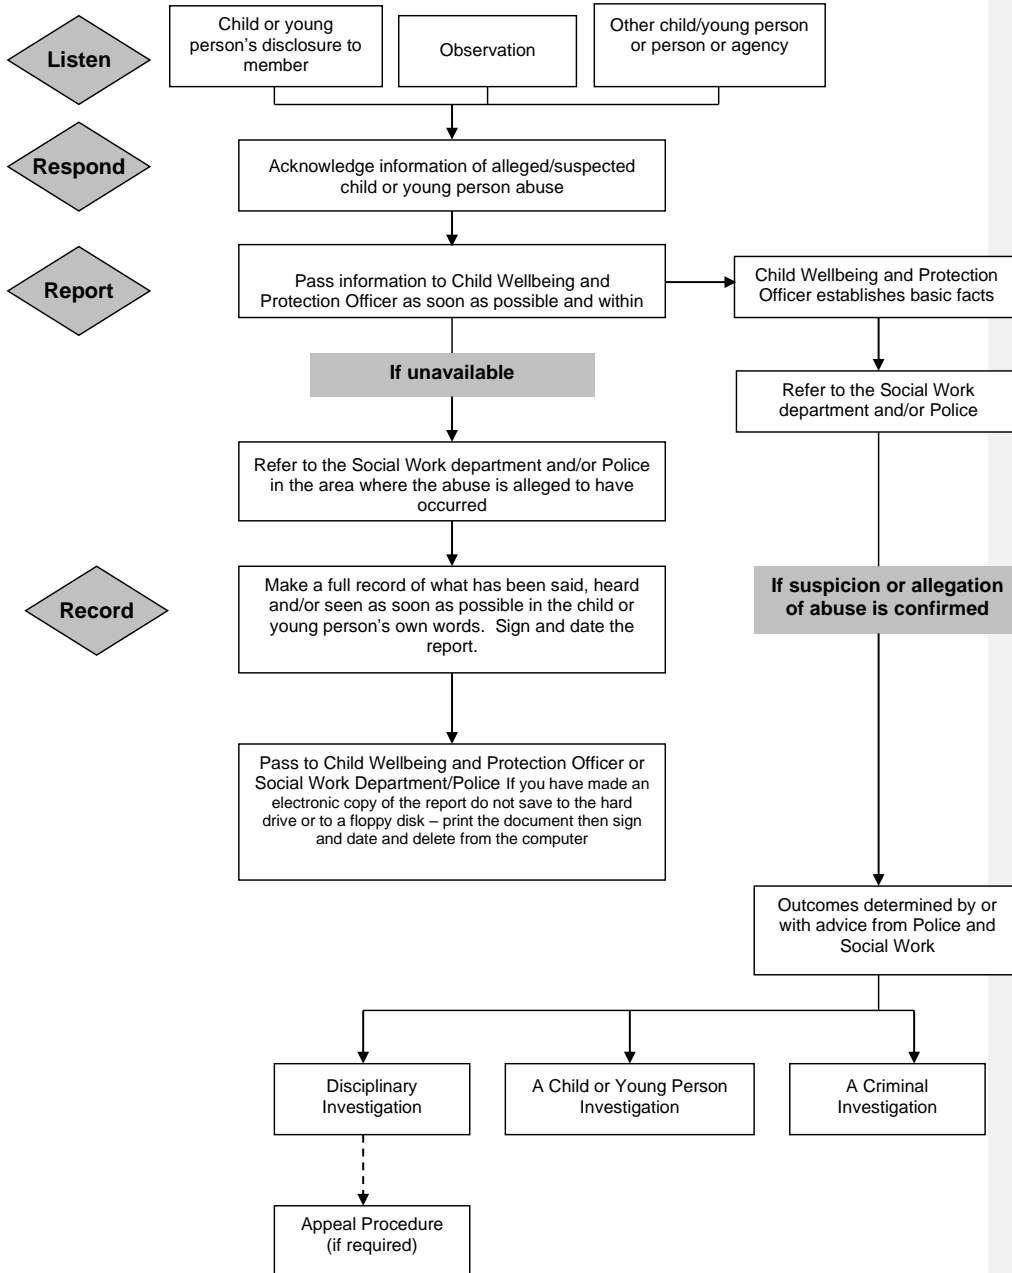 Listen
Child or young
person's disclosure to
member
Observation
Other child/young person
or person or agency
Respond
Acknowledge information of alleged/suspected
child or young person abuse
Report
Pass information to Child Wellbeing and
Protection Officer as soon as possible and within
Child Wellbeing and Protection
Officer establishes basic facts
If unavailable
Refer to the Social Work
department and/or Police
Refer to the Social Work department and/or Police
in the area where the abuse is alleged to have
occurred
Record
Make a full record of what has been said, heard
and/or seen as soon as possible in the child or
young person's own words.  Sign and date the
report.
If suspicion or allegation
of abuse is confirmed
Pass to Child Wellbeing and Protection Officer or
Social Work Department/Police If you have made an
electronic copy of the report do not save to the hard
drive or to a floppy disk – print the document then sign
and date and delete from the computer
Outcomes determined by or
with advice from Police and
Social Work
Disciplinary
Investigation
A Child or Young Person
Investigation
A Criminal
Investigation
Appeal Procedure
(if required)